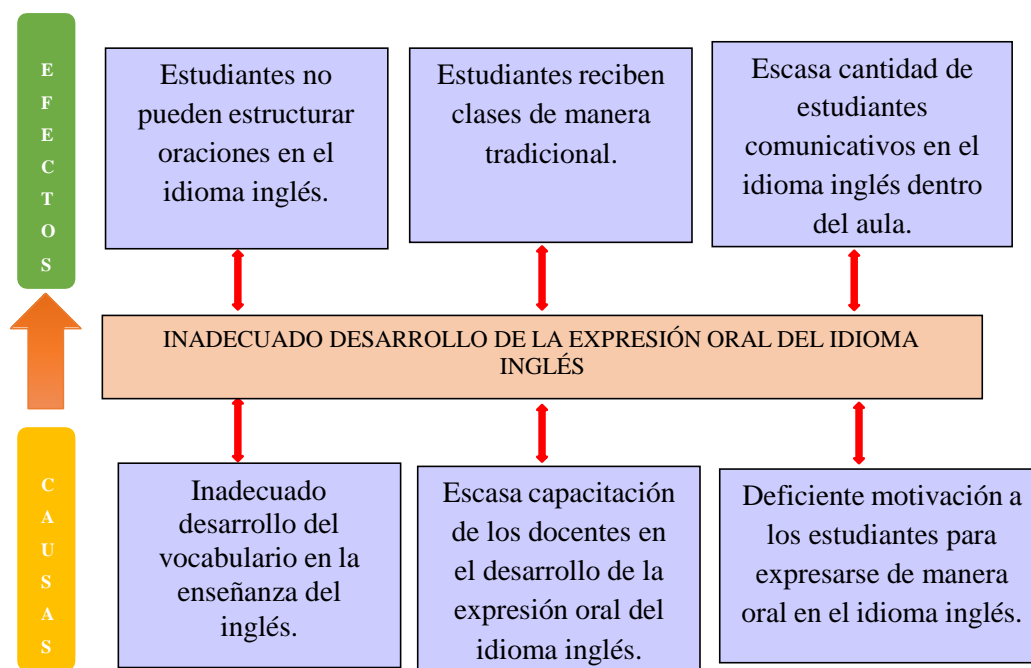 EFECTOS
Estudiantes no
pueden estructurar
oraciones en el
idioma inglés.
Estudiantes reciben
clases de manera
tradicional.
Escasa cantidad de
estudiantes
comunicativos en el
idioma inglés dentro
del aula.
INADECUADO DESARROLLO DE LA EXPRESIÓN ORAL DEL IDIOMA
INGLÉS
CAUSAS
Inadecuado
desarrollo del
vocabulario en la
enseñanza del
inglés.
Escasa capacitación
de los docentes en
el desarrollo de la
expresión oral del
idioma inglés.
Deficiente motivación a
los estudiantes para
expresarse de manera
oral en el idioma inglés.